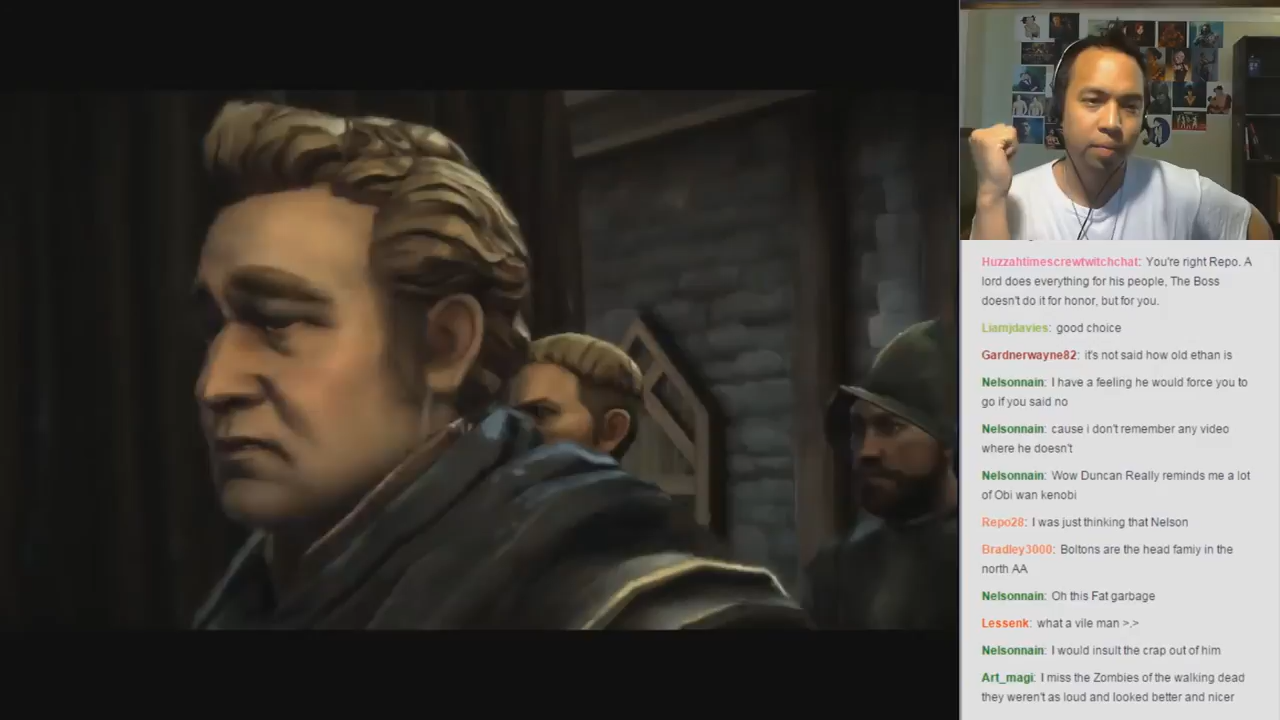 Huzzahtimescrewtwitchchat: You're right Repo. A
lord does everything for his people, The Boss
doesn't do it for honor, but for you.
Liamjdavies: good choice
Gardnerwayne82: it's not said how old ethan is
Nelsonnain: I have a feeling he would force you to
go if you said no
Nelsonnain: cause i don't remember any video
where he doesn't
Nelsonnain: Wow Duncan Really reminds me a lot
of Obi wan kenobi
Repo28: I was just thinking that Nelson
Bradley3000: Boltons are the head famiy in the
north AA
Nelsonnain: Oh this Fat garbage
Lessenk: what a vile man >.>
Nelsonnain: I would insult the crap out of him
Art_magi: I miss the Zombies of the walking dead
they weren't as loud and looked better and nicer